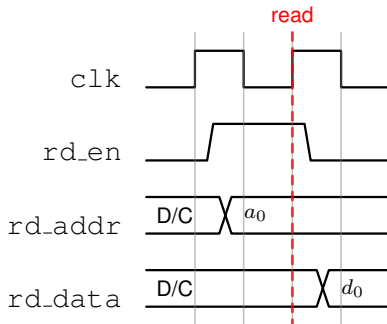 read
clk
rd_en
rd_addr D/C a0
rd_data D/C d0